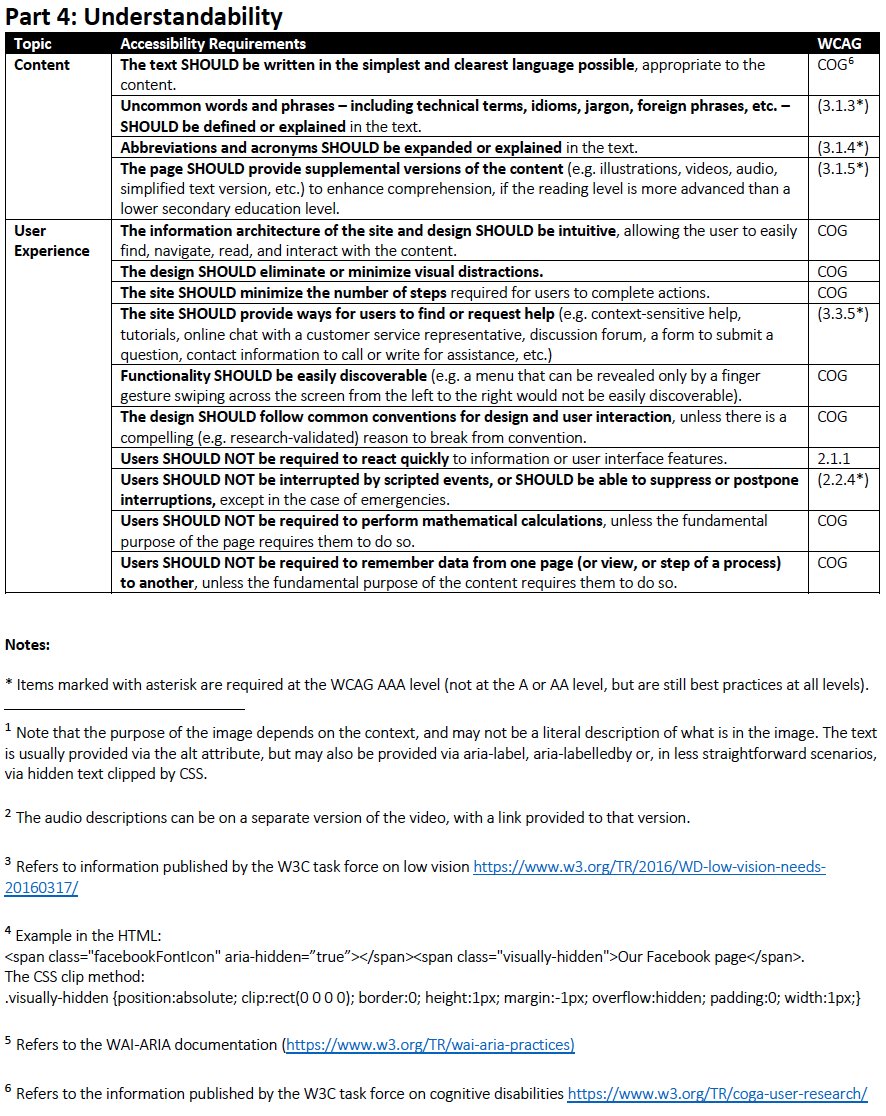 Part 4: Understandability
Topic Accessibility Requirements WCAG
Content The text SHOULD be written in the simplest and clearest language possible, appropriate to the COG6
content.
Uncommon words and phrases – including technical terms, idioms, jargon, foreign phrases, etc. – (3.1.3*)
SHOULD be defined or explained in the text.
Abbreviations and acronyms SHOULD be expanded or explained in the text. (3.1.4*)
The page SHOULD provide supplemental versions of the content (e.g. illustrations, videos, audio, (3.1.5*)
simplified text version, etc.) to enhance comprehension, if the reading level is more advanced than a
lower secondary education level.
User The information architecture of the site and design SHOULD be intuitive, allowing the user to easily COG
Experience find, navigate, read, and interact with the content.
The design SHOULD eliminate or minimize visual distractions. COG
The site SHOULD minimize the number of steps required for users to complete actions. COG
The site SHOULD provide ways for users to find or request help (e.g. context-sensitive help, (3.3.5*)
tutorials, online chat with a customer service representative, discussion forum, a form to submit a
question, contact information to call or write for assistance, etc.)
Functionality SHOULD be easily discoverable (e.g. a menu that can be revealed only by a finger COG
gesture swiping across the screen from the left to the right would not be easily discoverable).
The design SHOULD follow common conventions for design and user interaction, unless there is a COG
compelling (e.g. research-validated) reason to break from convention.
Users SHOULD NOT be required to react quickly to information or user interface features. 2.1.1
Users SHOULD NOT be interrupted by scripted events, or SHOULD be able to suppress or postpone (2.2.4*)
interruptions, except in the case of emergencies.
Users SHOULD NOT be required to perform mathematical calculations, unless the fundamental COG
purpose of the page requires them to do so.
Users SHOULD NOT be required to remember data from one page (or view, or step of a process) COG
to another, unless the fundamental purpose of the content requires them to do so.
Notes:
* Items marked with asterisk are required at the WCAG AAA level (not at the A or AA level, but are still best practices at all levels).
1 Note that the purpose of the image depends on the context, and may not be a literal description of what is in the image. The text
is usually provided via the alt attribute, but may also be provided via aria-label, aria-labelledby or, in less straightforward scenarios,
via hidden text clipped by CSS.
2 The audio descriptions can be on a separate version of the video, with a link provided to that version.
3 Refers to information published by the W3C task force on low vision https://www.w3.org/TR/2016/WD-low-vision-needs-
20160317/
4 Example in the HTML:
<span class="facebookFontIcon" aria-hidden=”true”></span><span class="visually-hidden">Our Facebook page</span>.
The CSS clip method:
.visually-hidden {position:absolute; clip:rect(0 0 0 0); border:0; height:1px; margin:-1px; overflow:hidden; padding:0; width:1px;}
5 Refers to the WAI-ARIA documentation (https://www.w3.org/TR/wai-aria-practices)
6 Refers to the information published by the W3C task force on cognitive disabilities https://www.w3.org/TR/coga-user-research/